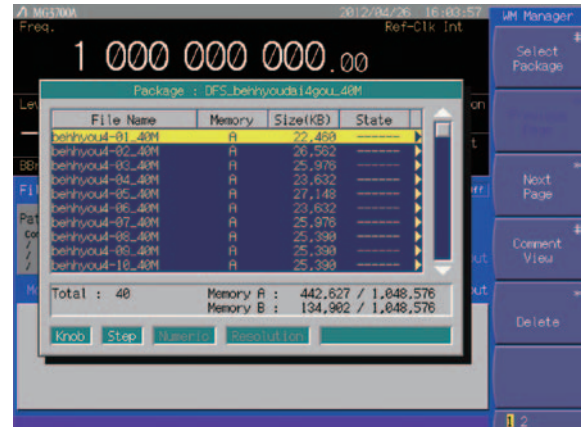 MG3700A 2012/04/26 16:03:57
Freq. Ref-Clk Int
1 000 000 000.00
Package : DFS_behhyoudai4gou_40M
File Name Memory Size(KB) State
behhyou4-01_40M A 22,460 ------
behhyou4-02_40M A 26,562 ------
behhyou4-03_40M A 25,976 ------
behhyou4-04_40M A 23,632 ------
behhyou4-05_40M A 27,148 ------
behhyou4-06_40M A 23,632 ------
behhyou4-07_40M A 25,976 ------
behhyou4-08_40M A 25,390 ------
behhyou4-09_40M A 25,390 ------
behhyou4-10_40M A 25,390 ------
Total : 40 Memory A : 442,627 / 1,048,576
Memory B : 134,902 / 1,048,576
Knob Step Numeric Resolution
WM Manager
Select
Package
Next
Page
Comment
View
Delete
1 2